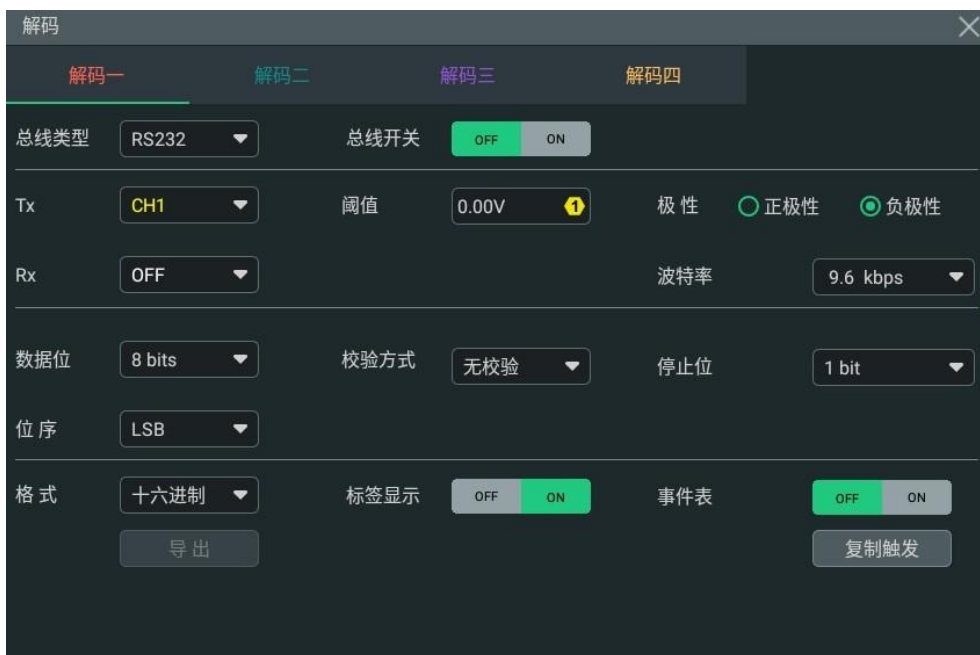 解码
解码一 解码二 解码三 解码四
总线类型 RS232 总线开关 OFF ON
Tx CH1 阈值 0.00V 1 极性 正极性 负极性
Rx OFF 波特率 9.6 kbps
数据位 8 bits 校验方式 无校验 停止位 1 bit
位序 LSB
格式 十六进制 标签显示 OFF ON 事件表 OFF ON
导出 复制触发